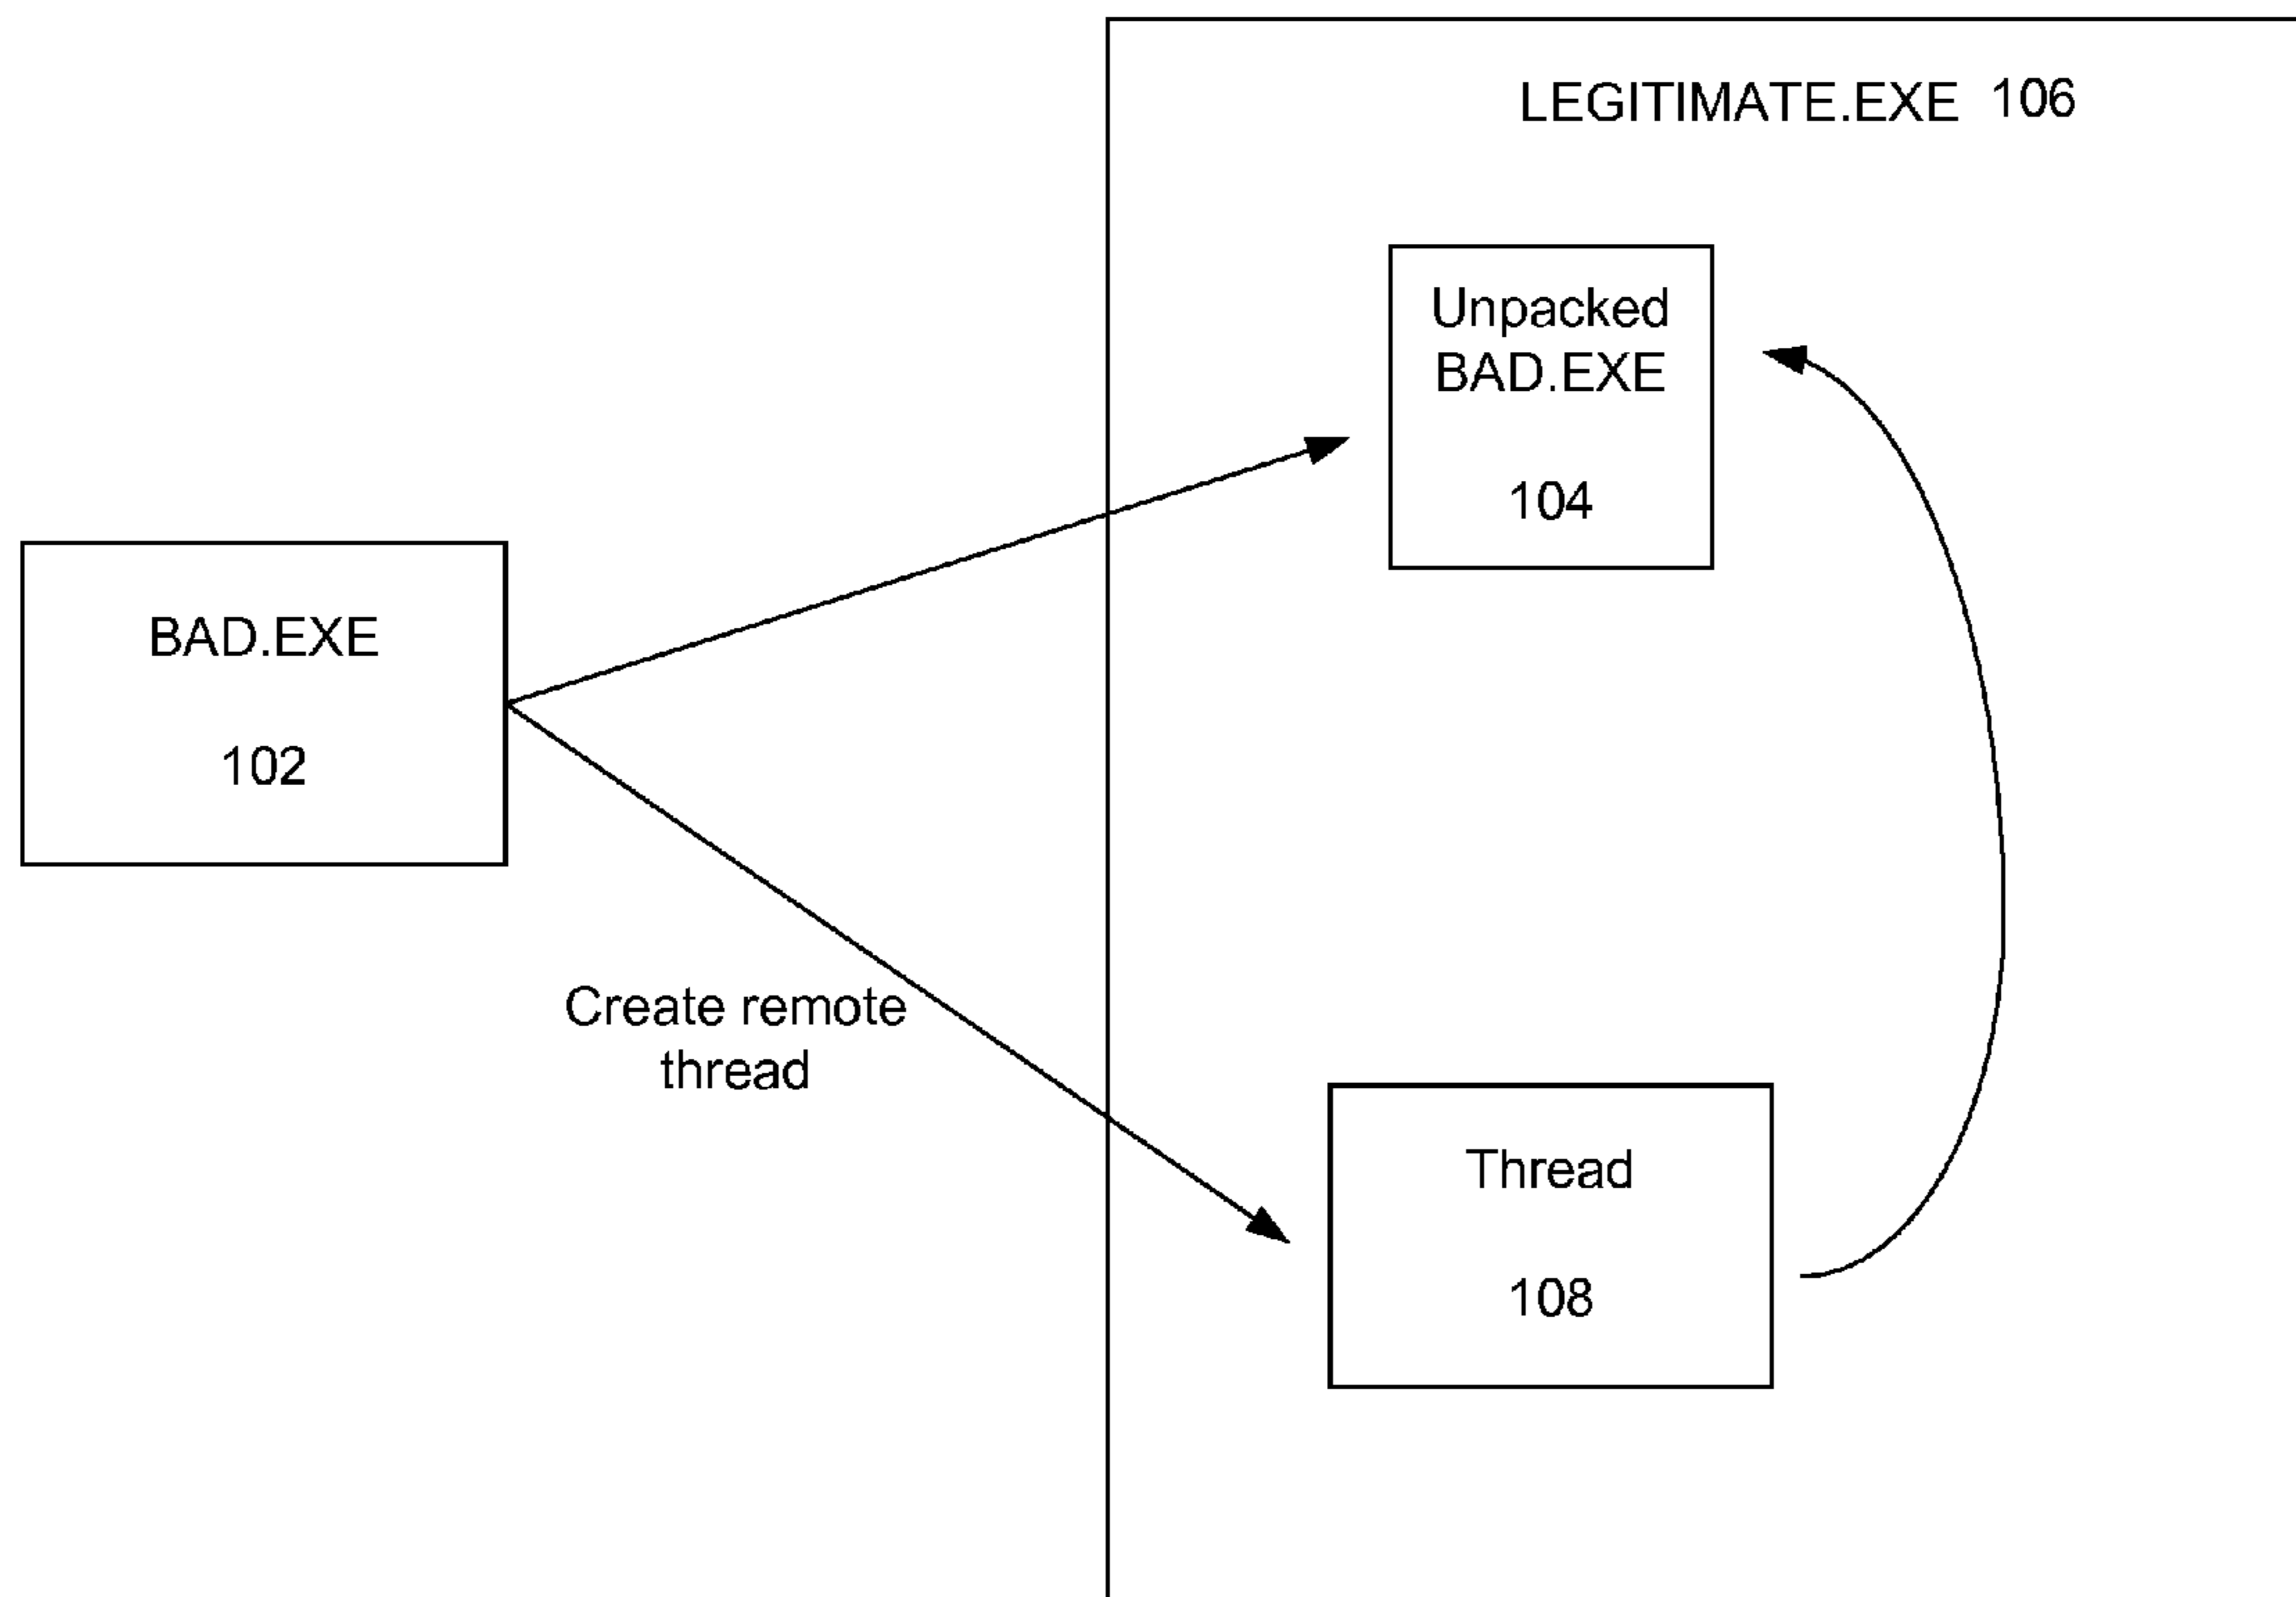 LEGITIMATE.EXE 106
Unpacked
BAD.EXE
104
BAD.EXE
102
Create remote
thread
Thread
108